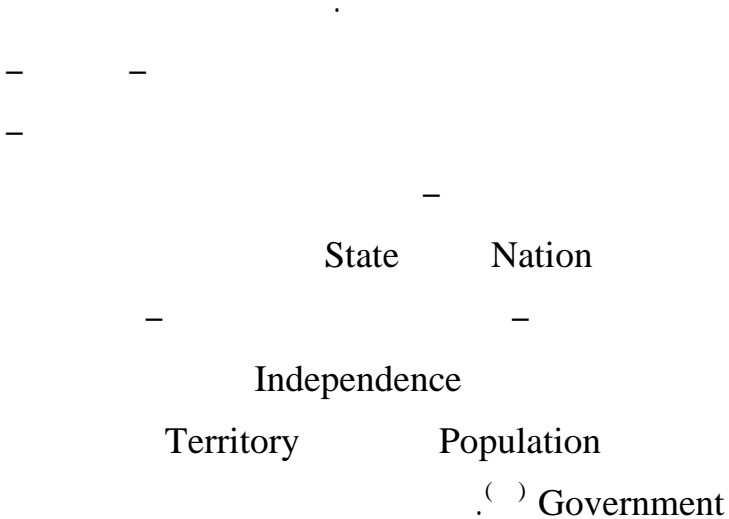 .
– –
–
–
State Nation
– –
Independence
Territory Population
.( ) Government